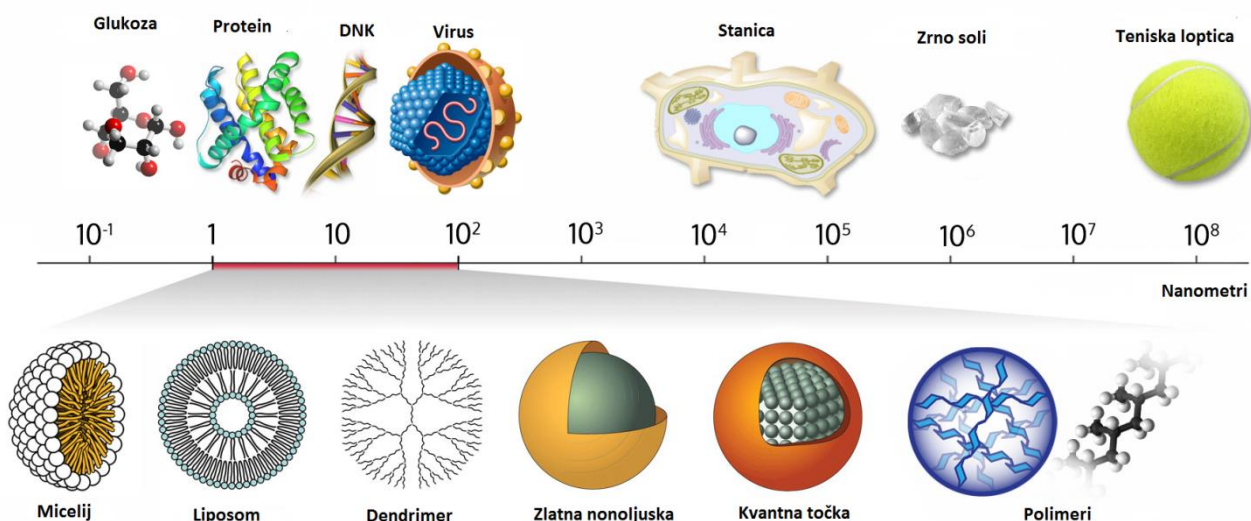 Glukoza
Protein
DNK
Virus
Stanica
Zrno soli
Teniska loptica
10⁻¹ 1 10 10² 10³ 10⁴ 10⁵ 10⁶ 10⁷ 10⁸
Nanometri
Micelij
Liposom
Dendrimer
Zlatna nonoljuska
Kvantna točka
Polimeri